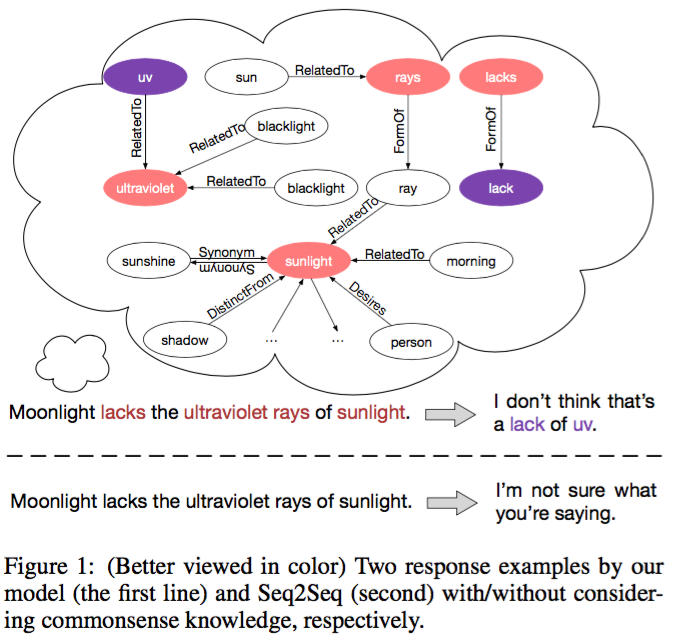 uv
sun
RelatedTo
rays
lacks
RelatedTo
RelatedTo
blacklight
FormOf
FormOf
ultraviolet
RelatedTo
blacklight
ray
lack
RelatedTo
sunshine
Synonym
Synonym
sunlight
RelatedTo
morning
DistinctFrom
Desires
shadow
...
...
person
Moonlight lacks the ultraviolet rays of sunlight.
I don't think that's
a lack of uv.
Moonlight lacks the ultraviolet rays of sunlight.
I'm not sure what
you're saying.
Figure 1: (Better viewed in color) Two response examples by our
model (the first line) and Seq2Seq (second) with/without consider-
ing commonsense knowledge, respectively.